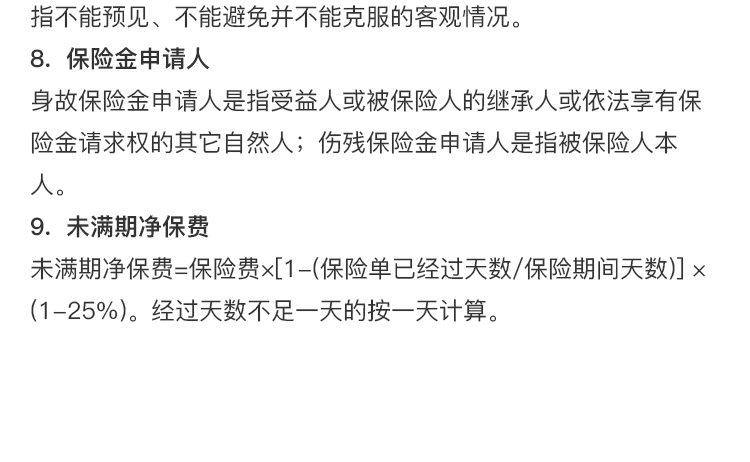 指不能预见、不能避免并不能克服的客观情况。
8. 保险金申请人
身故保险金申请人是指受益人或被保险人的继承人或依法享有保
险金请求权的其它自然人；伤残保险金申请人是指被保险人本
人。
9. 未满期净保费
未满期净保费=保险费×[1-(保险单已经过天数/保险期间天数)] ×
(1-25%)。经过天数不足一天的按一天计算。